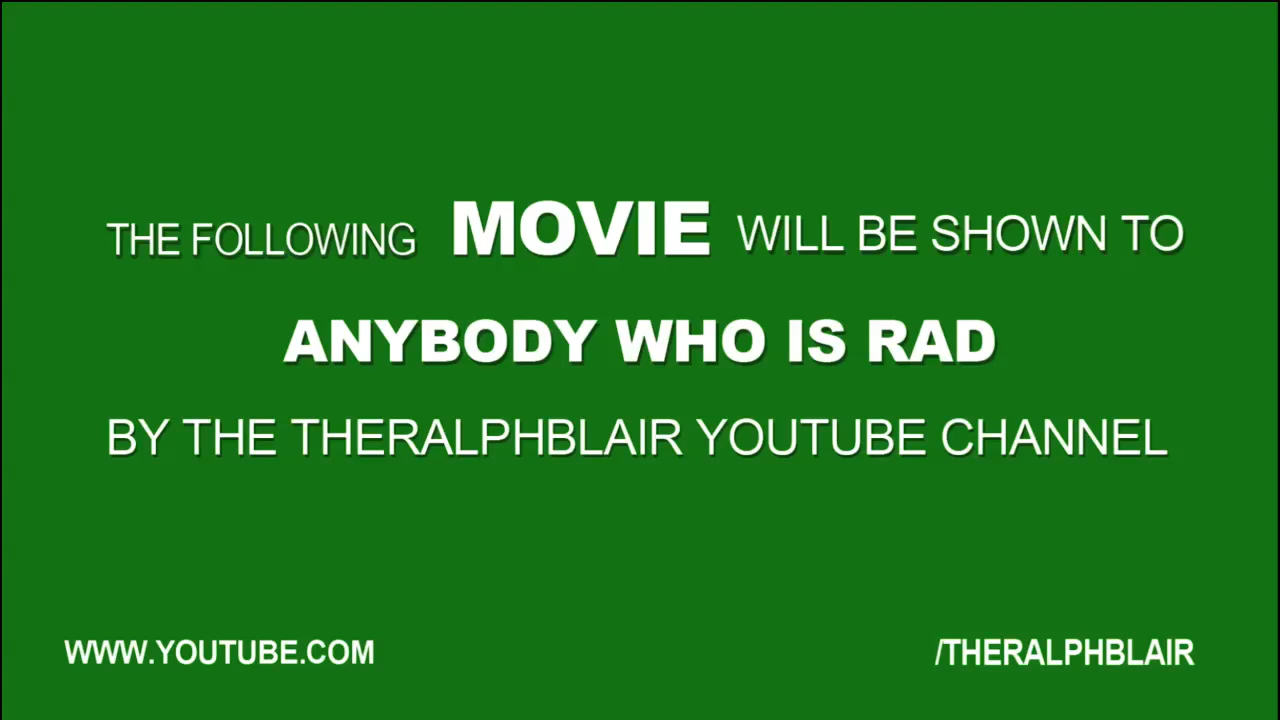 THE FOLLOWING MOVIE WILL BE SHOWN TO
ANYBODY WHO IS RAD
BY THE THERALPHBLAIR YOUTUBE CHANNEL
WWW.YOUTUBE.COM
/THERALPHBLAIR